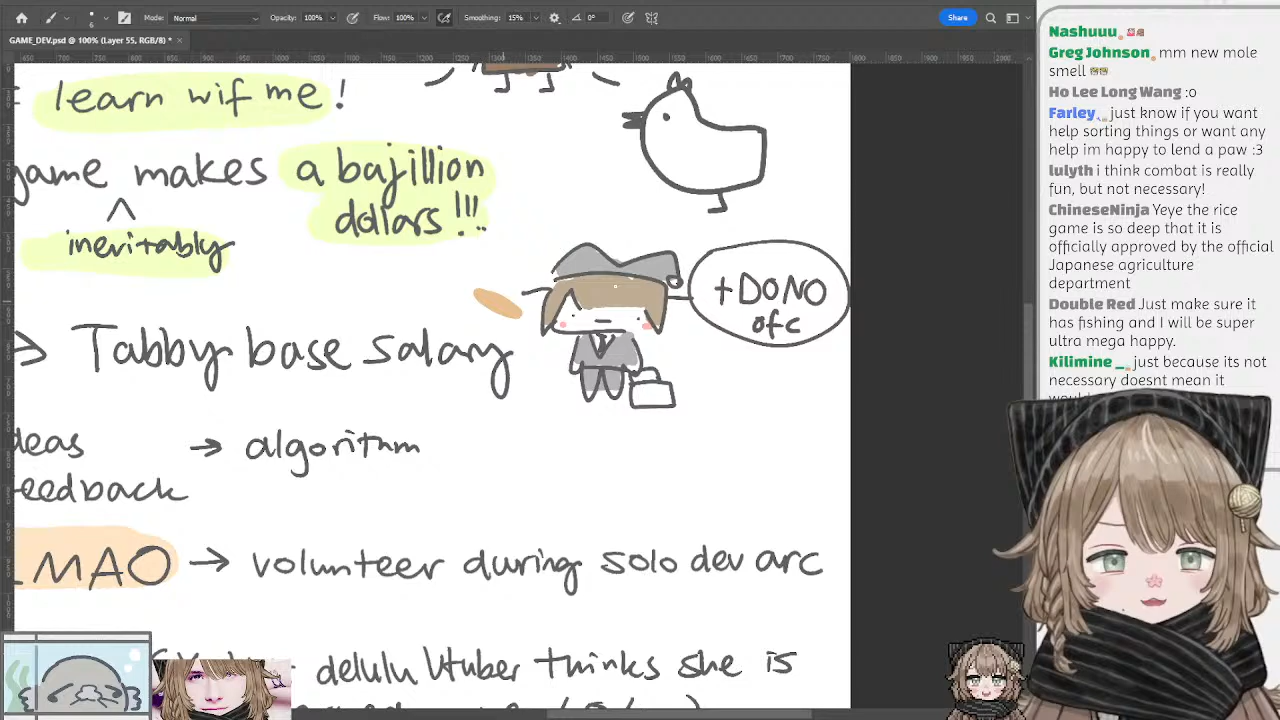 Mode: Normal Opacity: 100% Flow: 100% Smoothing: 15% 0° Share
6
GAME_DEV.psd @ 100% (Layer 55, RGB/8) *
learn wif me!
game makes a bajillion
dollars!!!
inevitably
+DONO
ofc
→ Tabby base salary
deas → algorithm
eedback
LMAO → volunteer during solo dev arc
delulu Vtuber thinks she is
Nashuuu
Greg Johnson mm new mole
smell
Ho Lee Long Wang :o
Farley just know if you want
help sorting things or want any
help im happy to lend a paw :3
lulyth i think combat is really
fun, but not necessary!
ChineseNinja Yeye the rice
game is so deep that it is
officially approved by the official
Japanese agriculture
department
Double Red Just make sure it
has fishing and I will be super
ultra mega happy.
Kilimine _ just because its not
necessary doesnt mean it